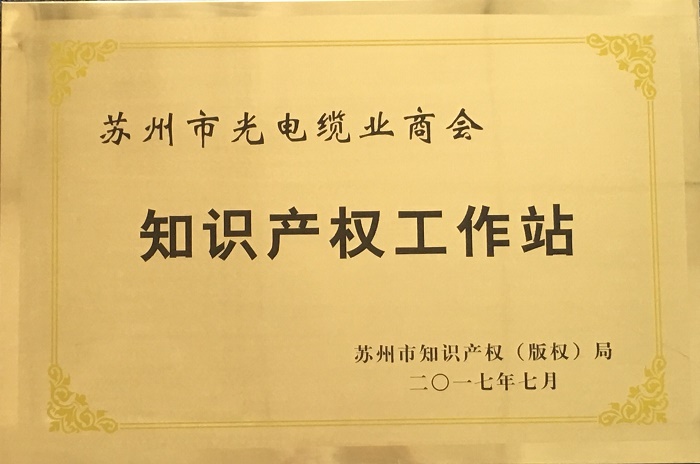 苏州市光电缆业商会
知识产权工作站
苏州市知识产权（版权）局
二〇一七年七月